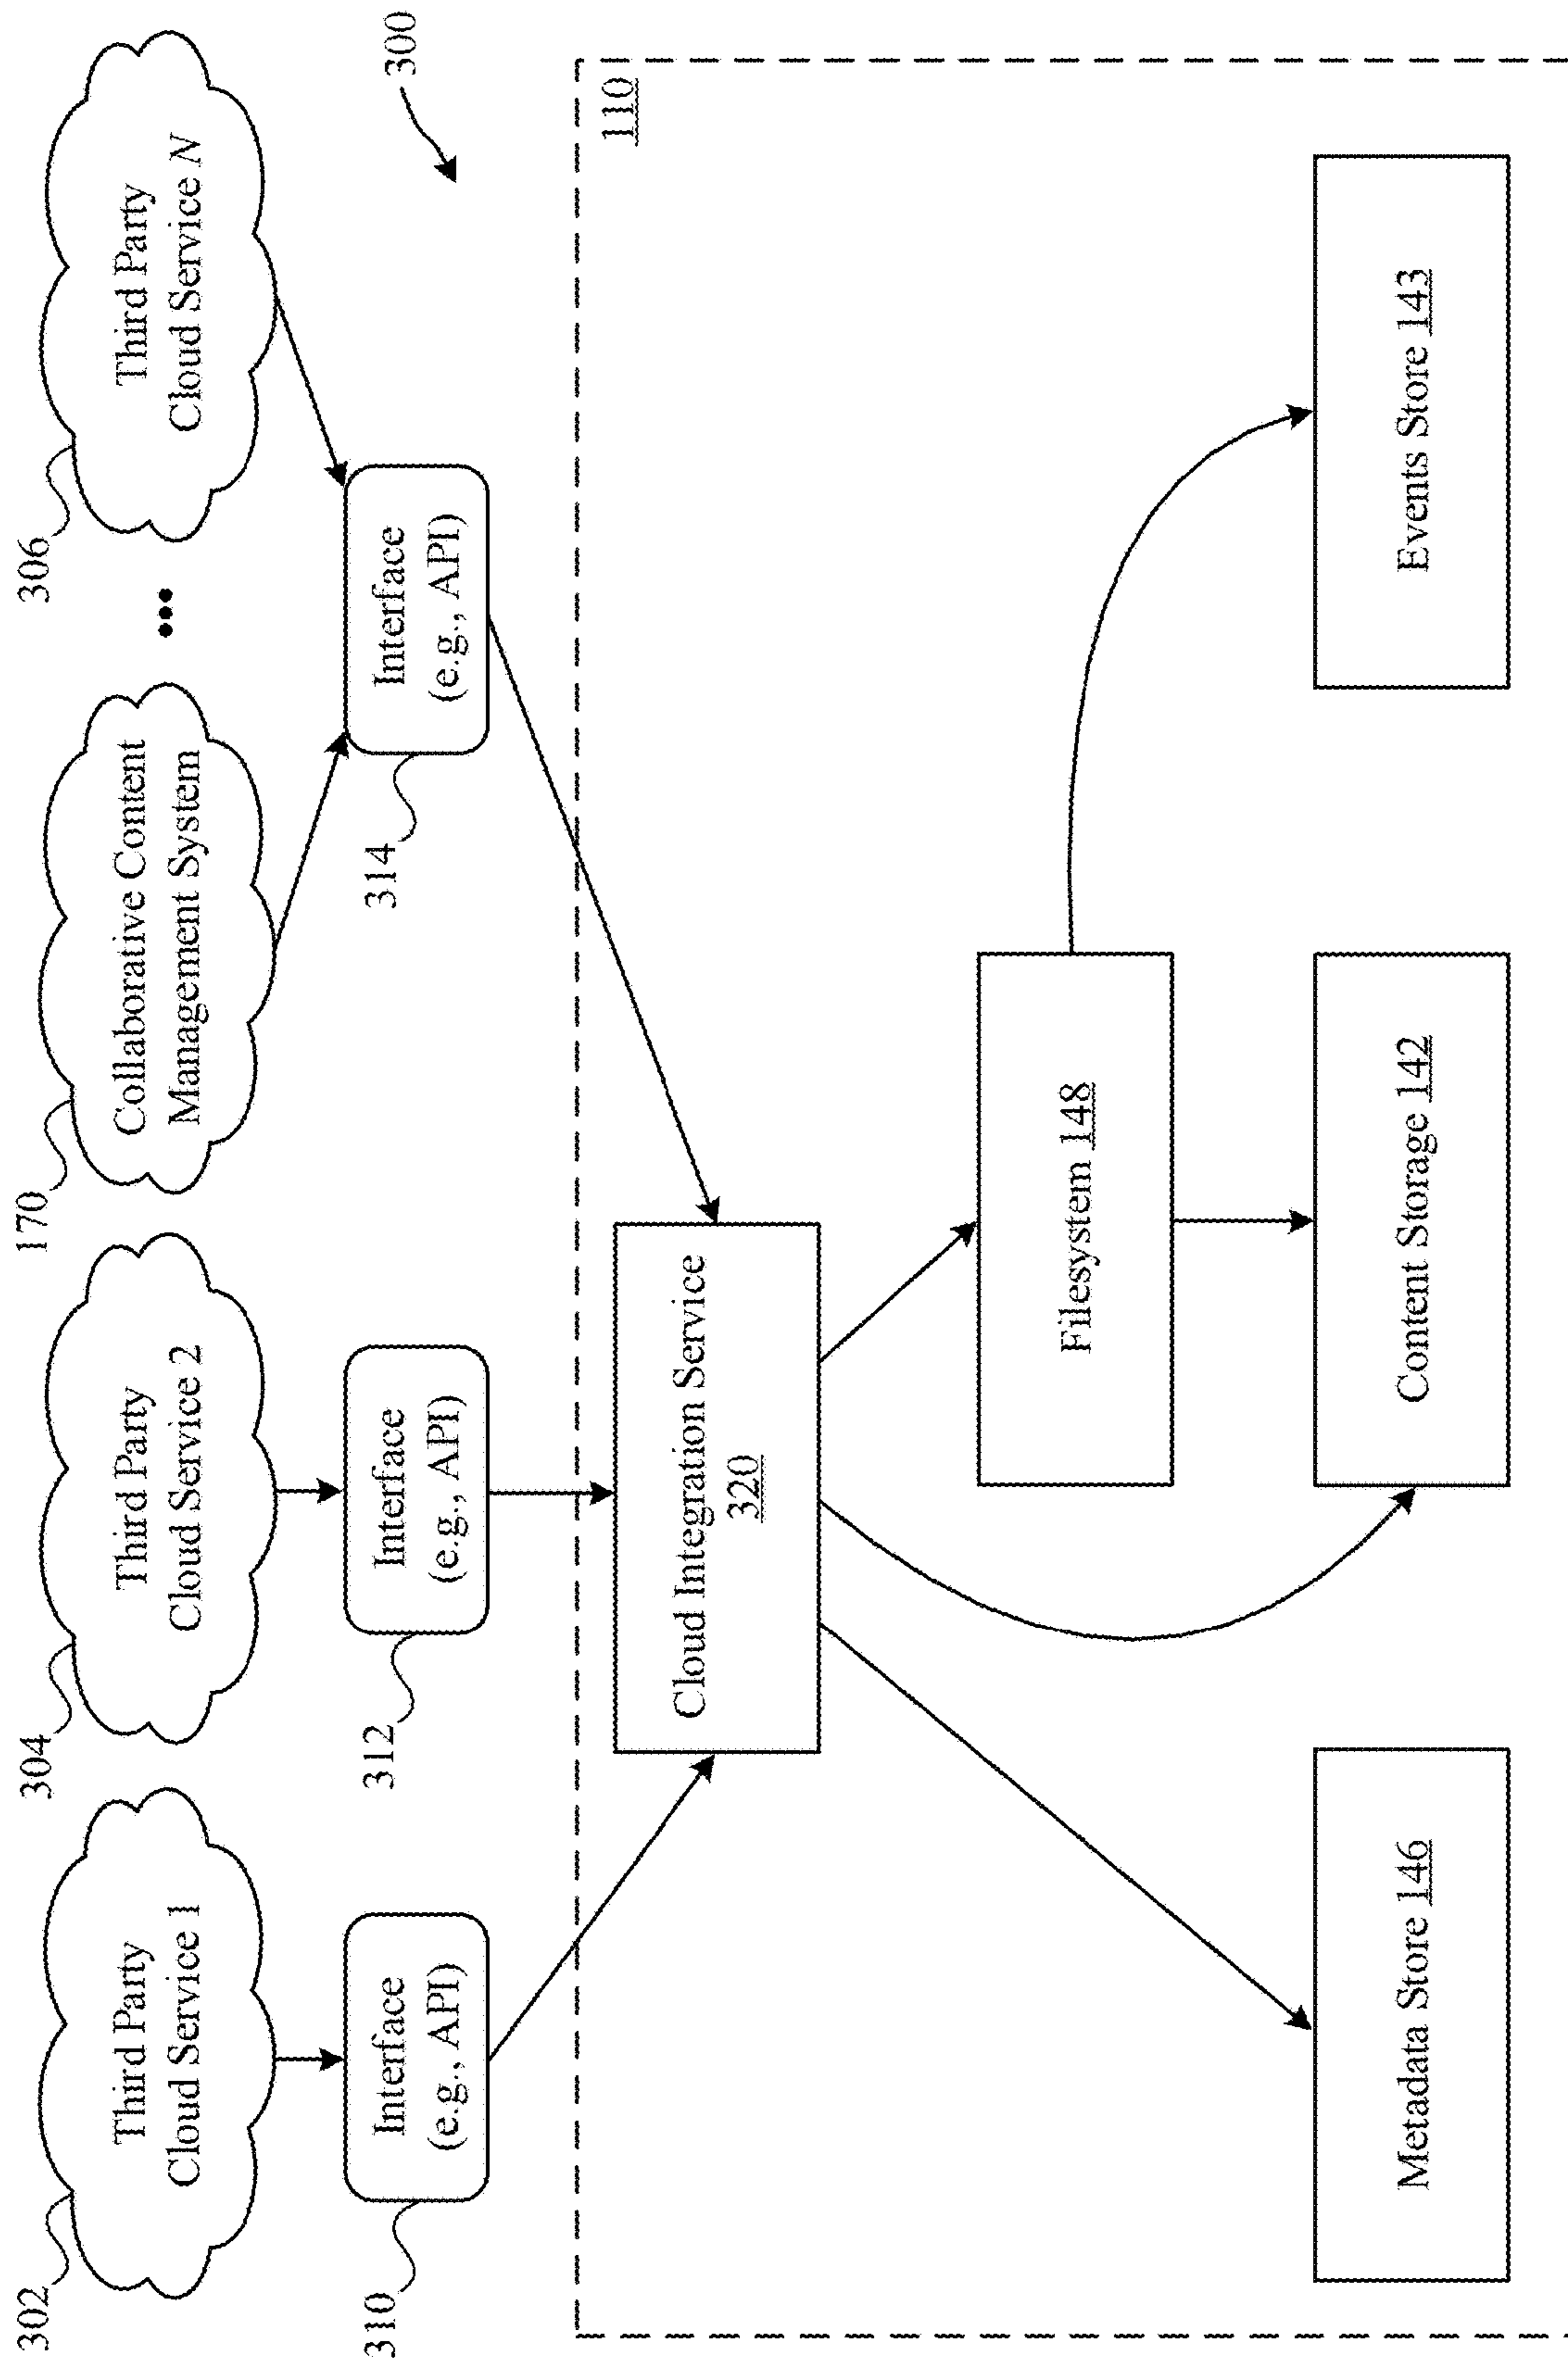 302
Third Party
Cloud Service 1
304
Third Party
Cloud Service 2
170
Collaborative Content
Management System
...
306
Third Party
Cloud Service N
310
Interface
(e.g., API)
312
Interface
(e.g., API)
314
Interface
(e.g., API)
300
110
Cloud Integration Service
320
Filesystem 148
Metadata Store 146
Content Storage 142
Events Store 143